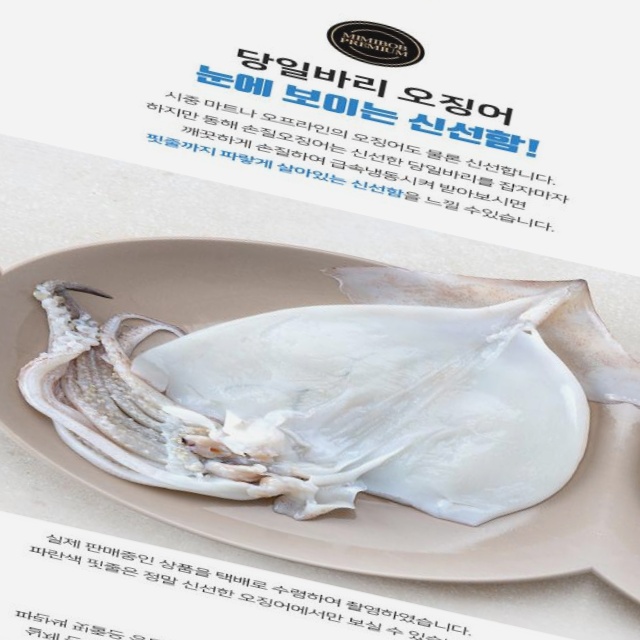 MIMIBOB
PREMIUM
당일바리 오징어
눈에 보이는 신선함!
시중 마트나 오프라인의 오징어도 물론 신선합니다.
하지만 통해 손질오징어는 신선한 당일바리를 잡자마자
깨끗하게 손질하여 급속냉동시켜 받아보시면
핏줄까지 파랗게 살아있는 신선함을 느낄 수있습니다.
실제 판매중인 상품을 택배로 수령하여 촬영하였습니다.
파란색 핏줄은 정말 신선한 오징어에서만 보실 수 있습